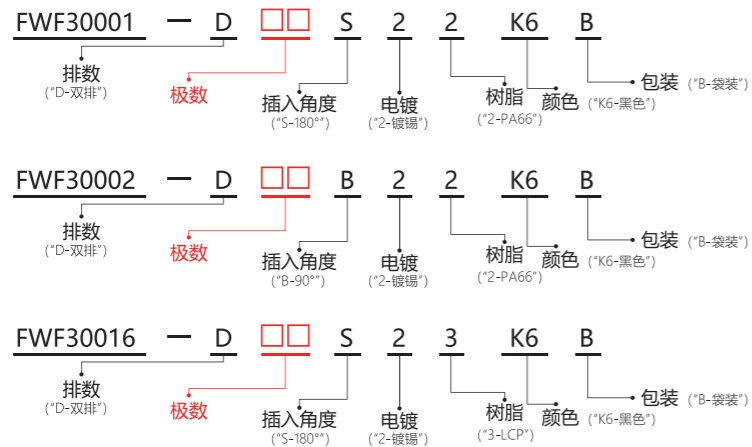 FWF30001 — D □□ S 2 2 K6 B
排数
("D-双排")
极数
插入角度
("S-180°")
电镀
("2-镀锡")
树脂
("2-PA66")
颜色 ("K6-黑色")
包装 ("B-袋装")
FWF30002 — D □□ B 2 2 K6 B
排数
("D-双排")
极数
插入角度
("B-90°")
电镀
("2-镀锡")
树脂
("2-PA66")
颜色 ("K6-黑色")
包装 ("B-袋装")
FWF30016 — D □□ S 2 3 K6 B
排数
("D-双排")
极数
插入角度
("S-180°")
电镀
("2-镀锡")
树脂
("3-LCP")
颜色 ("K6-黑色")
包装 ("B-袋装")